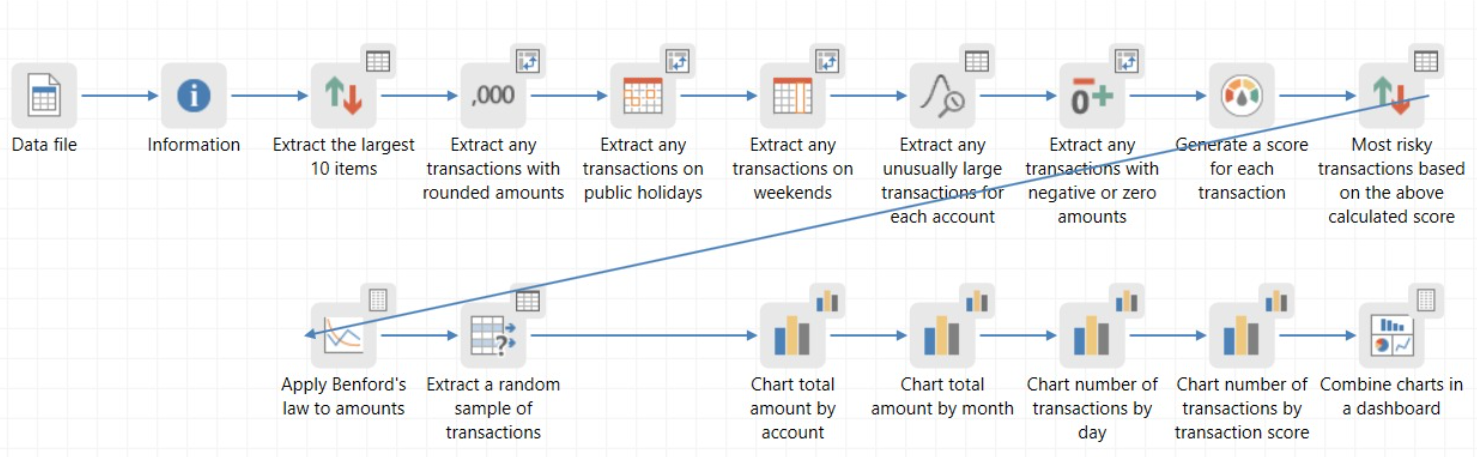 ,000
Data file
Information
Extract the largest
10 items
Extract any
transactions with
rounded amounts
Extract any
transactions on
public holidays
Extract any
transactions on
weekends
Extract any
unusually large
transactions for
each account
0+
Extract any
transactions with
negative or zero
amounts
Generate a score
for each
transaction
Most risky
transactions based
on the above
calculated score
Apply Benford's
law to amounts
?
Extract a random
sample of
transactions
Chart total
amount by
account
Chart total
amount by month
Chart number of
transactions by
day
Chart number of
transactions by
transaction score
Combine charts in
a dashboard